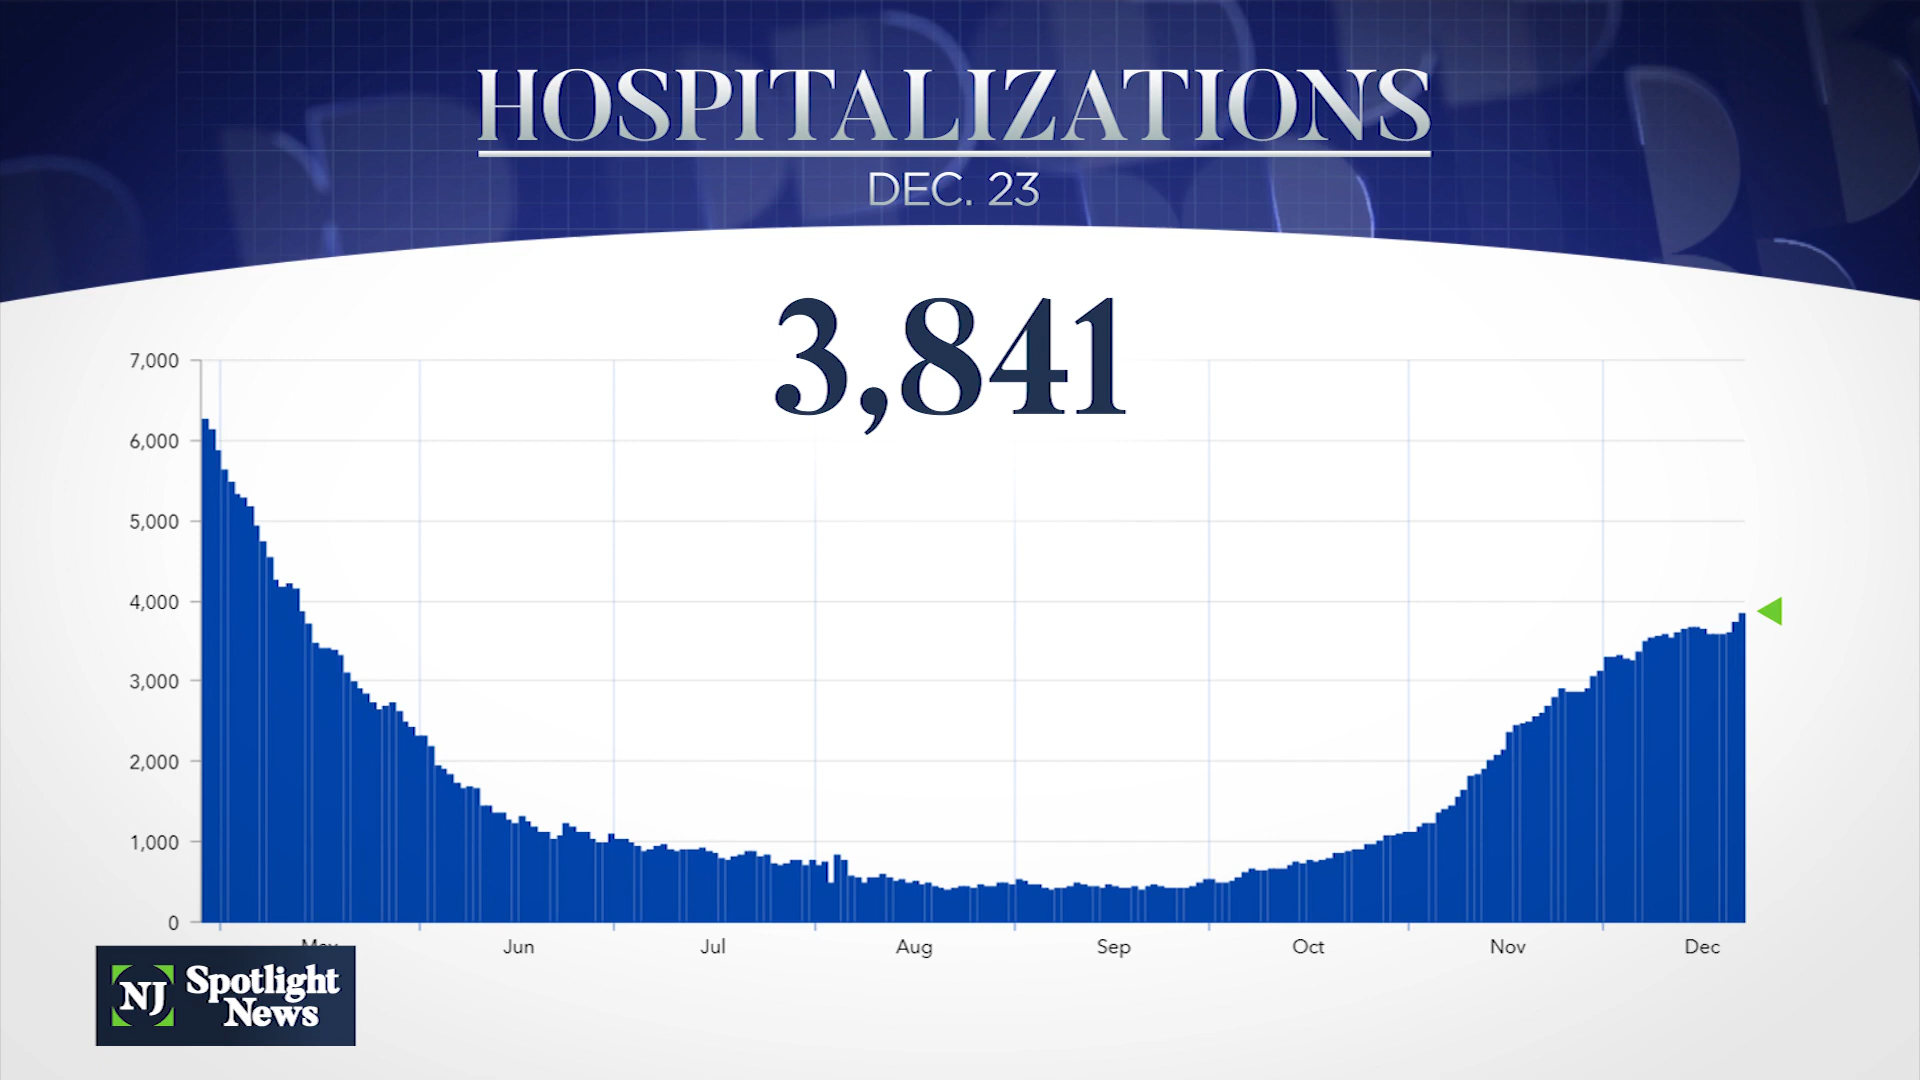 HOSPITALIZATIONS
DEC. 23
3,841
7,000
6,000
5,000
4,000
3,000
2,000
1,000
0
May Jun Jul Aug Sep Oct Nov Dec
NJ Spotlight
News